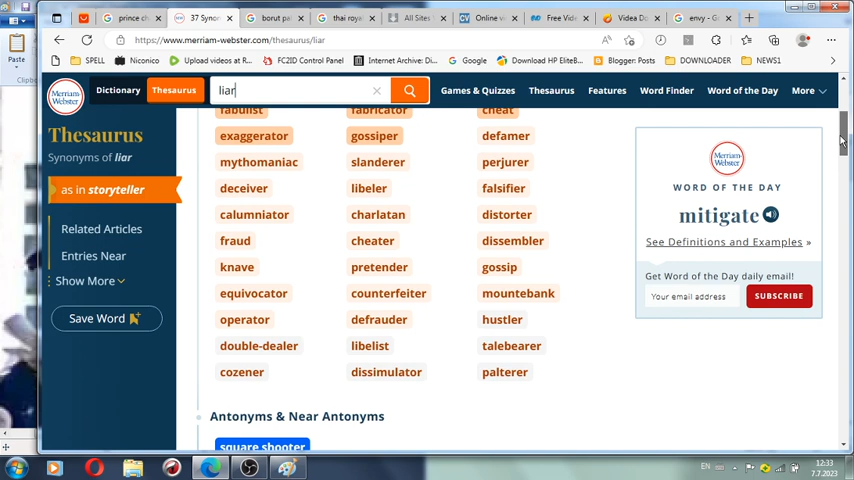 prince ch
37 Synon
borut pa
thai roya
All Sites
Online v
Free Vide
Videa Do
envy - G
https://www.merriam-webster.com/thesaurus/liar
SPELL
Nconico
Upload videos at R...
FC2ID Control Panel
Internet Archive: Di...
Google
Download HP EliteB...
Blogger: Posts
DOWNLOADER
NEWS1
Paste
Clipb
Merriam-Webster
Dictionary
Thesaurus
liar
Games & Quizzes
Thesaurus
Features
Word Finder
Word of the Day
More
Thesaurus
Synonyms of liar
as in storyteller
Related Articles
Entries Near
Show More
Save Word
fabulist fabricator cheat
exaggerator gossiper defamer
mythomaniac slanderer perjurer
deceiver libeler falsifier
calumniator charlatan distorter
fraud cheater dissembler
knave pretender gossip
equivocator counterfeiter mountebank
operator defrauder hustler
double-dealer libelist talebearer
cozener dissimulator palterer
Antonyms & Near Antonyms
square shooter
Merriam-Webster
WORD OF THE DAY
mitigate
See Definitions and Examples »
Get Word of the Day daily email!
Your email address
SUBSCRIBE
EN
12:33
7.7.2023